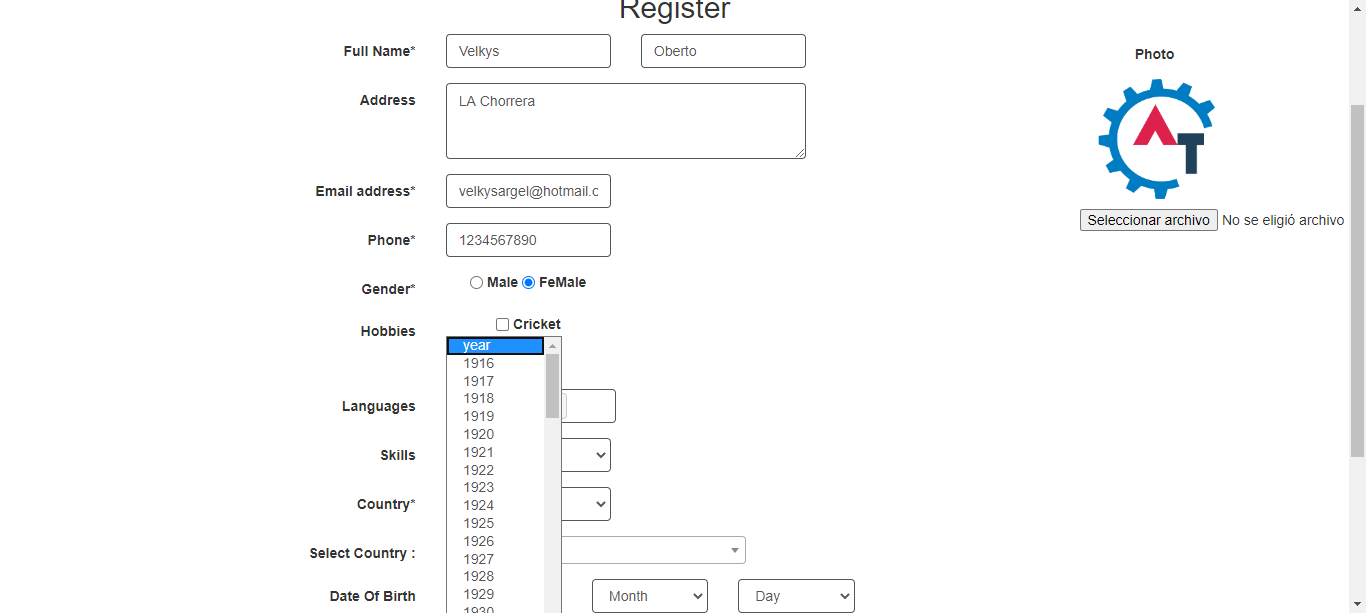 Register
Full Name* Velkys Oberto
Photo
Address LA Chorrera
AT
Email address* velkysargel@hotmail.c
Seleccionar archivo No se eligió archivo
Phone* 1234567890
Gender* Male FeMale
Hobbies Cricket
year
1916
1917
1918
Languages
1919
1920
1921
Skills
1922
1923
1924
Country*
1925
1926
1927
Select Country :
1928
1929
Date Of Birth Month Day
1930